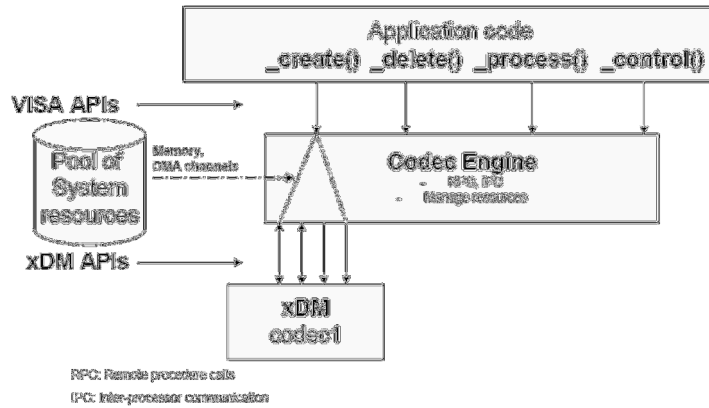 Application code
_create() _delete() _process() _control()
VISA APIs
Pool of
System
resources
Memory,
DMA channels
Codec Engine
- RPC, IPC
- Manage resources
xDM APIs
xDM
codec1
RPC: Remote procedure calls
IPC: Inter-processor communication